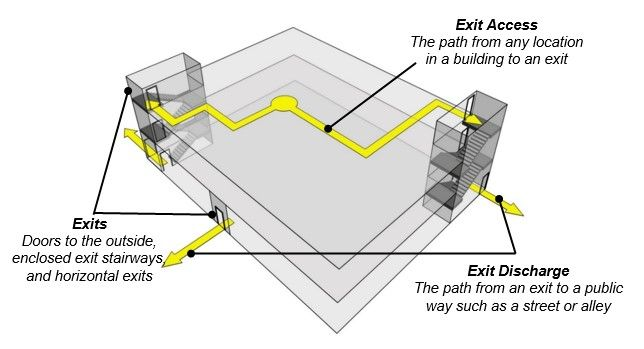 Exit Access
The path from any location
in a building to an exit
Exits
Doors to the outside,
enclosed exit stairways,
and horizontal exits
Exit Discharge
The path from an exit to a public
way such as a street or alley